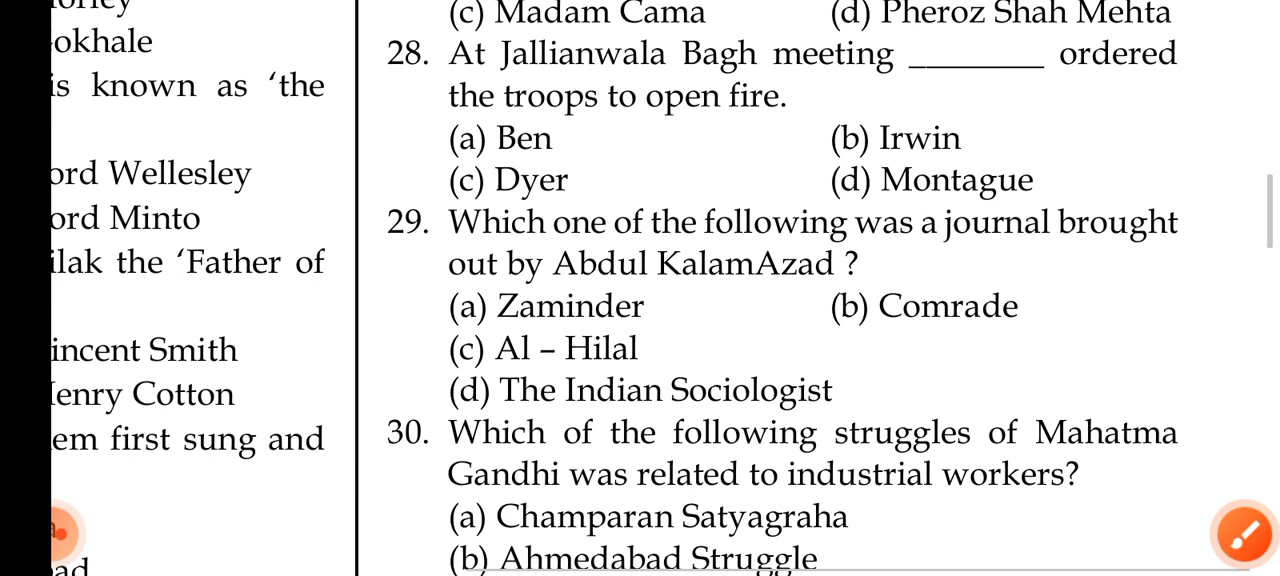 okhale
is known as ‘the
ord Wellesley
ord Minto
ilak the ‘Father of
incent Smith
enry Cotton
em first sung and
ad
(c) Madam Cama (d) Pheroz Shah Mehta
28. At Jallianwala Bagh meeting ________ ordered
the troops to open fire.
(a) Ben (b) Irwin
(c) Dyer (d) Montague
29. Which one of the following was a journal brought
out by Abdul KalamAzad ?
(a) Zaminder (b) Comrade
(c) Al – Hilal
(d) The Indian Sociologist
30. Which of the following struggles of Mahatma
Gandhi was related to industrial workers?
(a) Champaran Satyagraha
(b) Ahmedabad Struggle